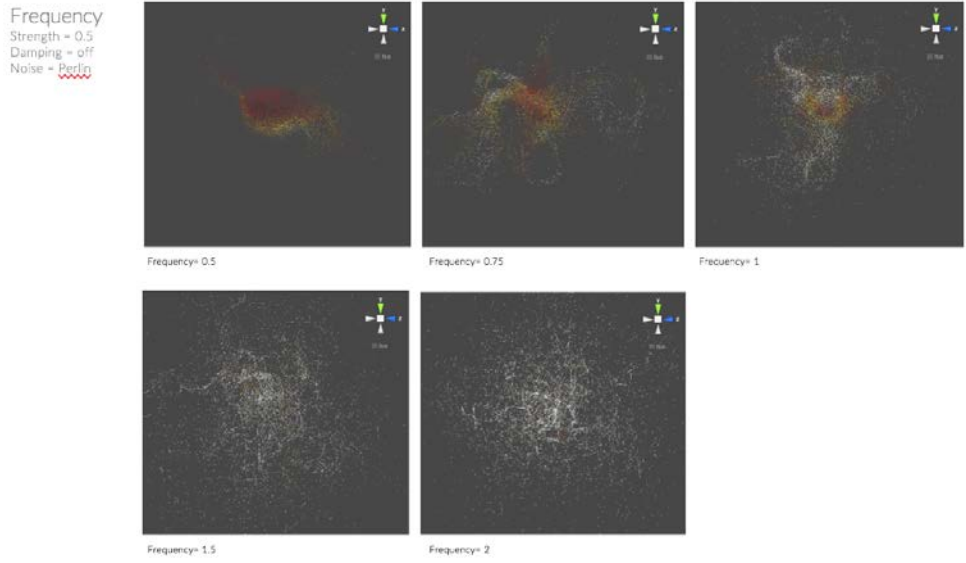 Frequency
Strength = 0.5
Damping = off
Noise = Perlin
Frequency= 0.5
Frequency= 0.75
Frequency= 1
Frequency= 1.5
Frequency= 2